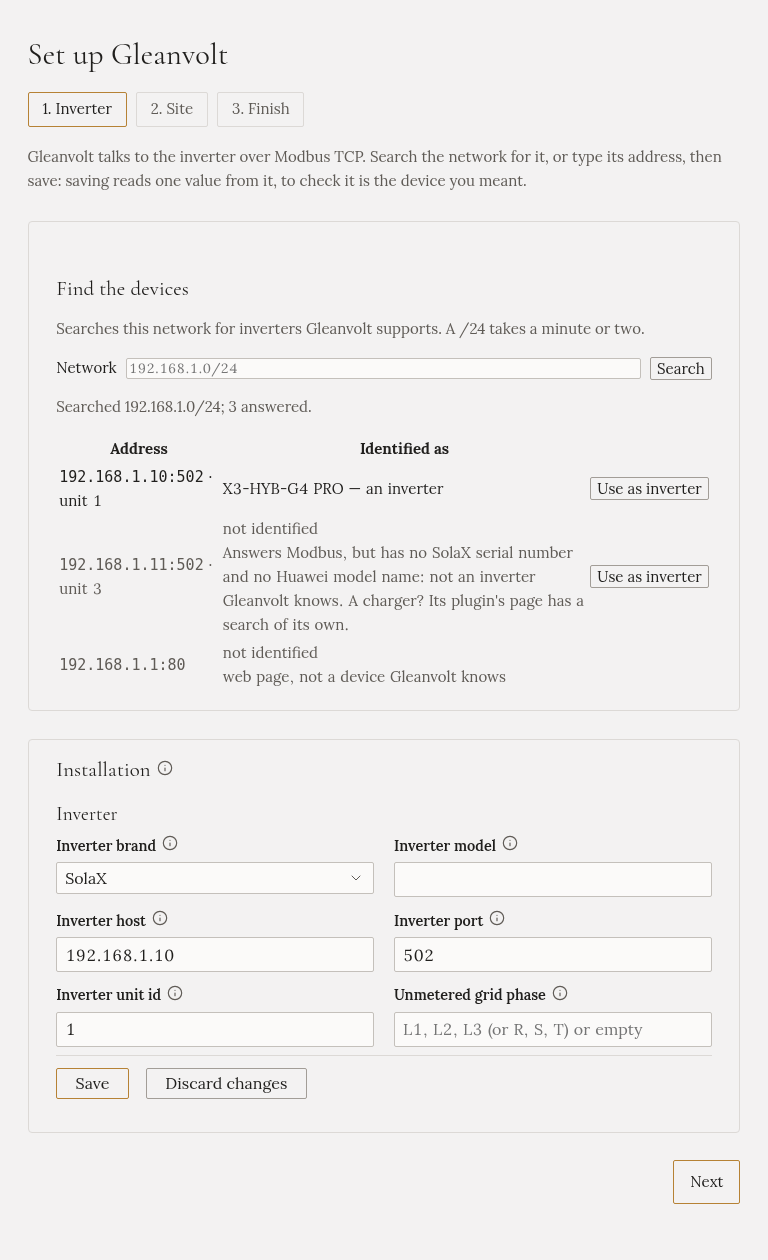 Set up Gleanvolt
1. Inverter
2. Site
3. Finish
Gleanvolt talks to the inverter over Modbus TCP. Search the network for it, or type its address, then
save: saving reads one value from it, to check it is the device you meant.
Find the devices
Searches this network for inverters Gleanvolt supports. A /24 takes a minute or two.
Network 192.168.1.0/24 Search
Searched 192.168.1.0/24; 3 answered.
Address Identified as
192.168.1.10:502 ·
unit 1
X3-HYB-G4 PRO — an inverter
Use as inverter
192.168.1.11:502 ·
unit 3
not identified
Answers Modbus, but has no SolaX serial number
and no Huawei model name: not an inverter
Gleanvolt knows. A charger? Its plugin's page has a
search of its own.
Use as inverter
192.168.1.1:80
not identified
web page, not a device Gleanvolt knows
Installation
Inverter
Inverter brand
SolaX
Inverter model
Inverter host
192.168.1.10
Inverter port
502
Inverter unit id
1
Unmetered grid phase
L1, L2, L3 (or R, S, T) or empty
Save
Discard changes
Next